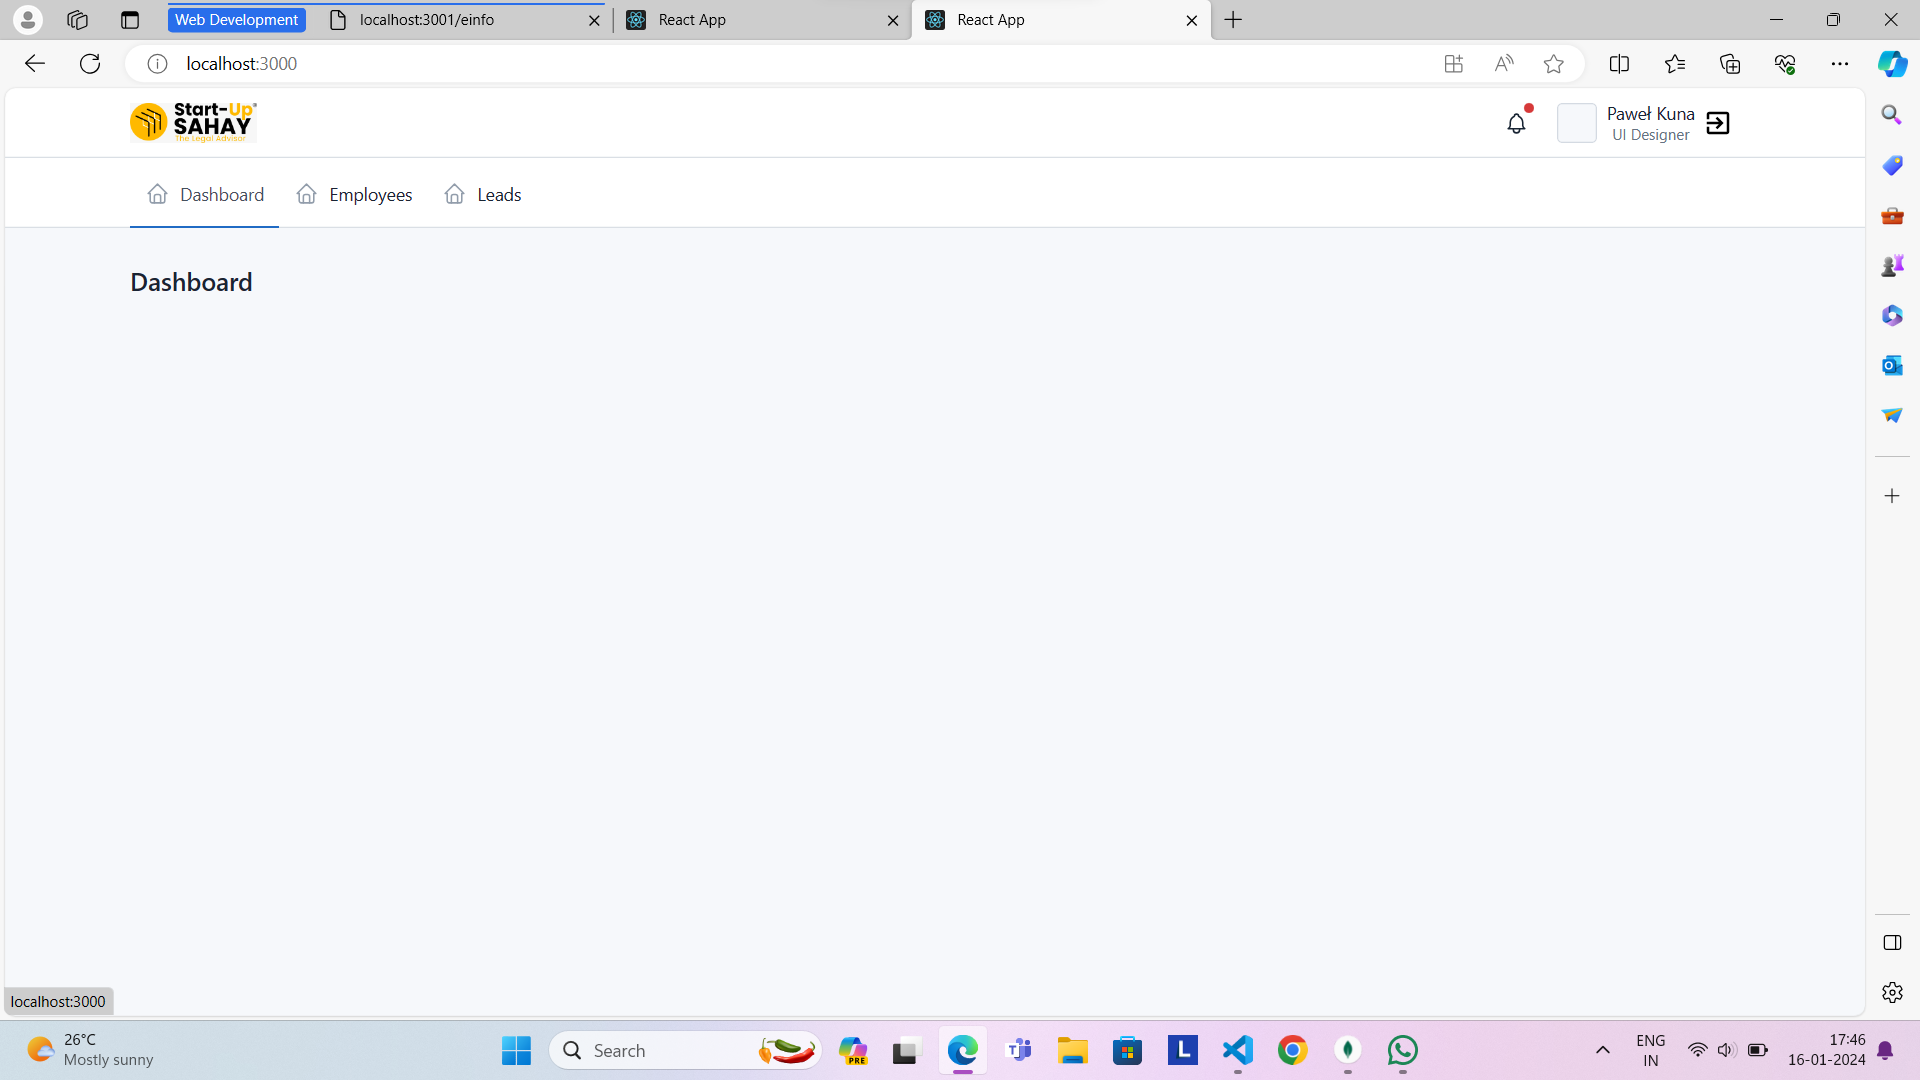 Web Development
localhost:3001/einfo
React App
React App
localhost:3000
Start-Up
SAHAY
The Legal Advisor
Paweł Kuna
UI Designer
Dashboard
Employees
Leads
Dashboard
localhost:3000
26°C
Mostly sunny
Search
PRE
L
ENG
IN
17:46
16-01-2024